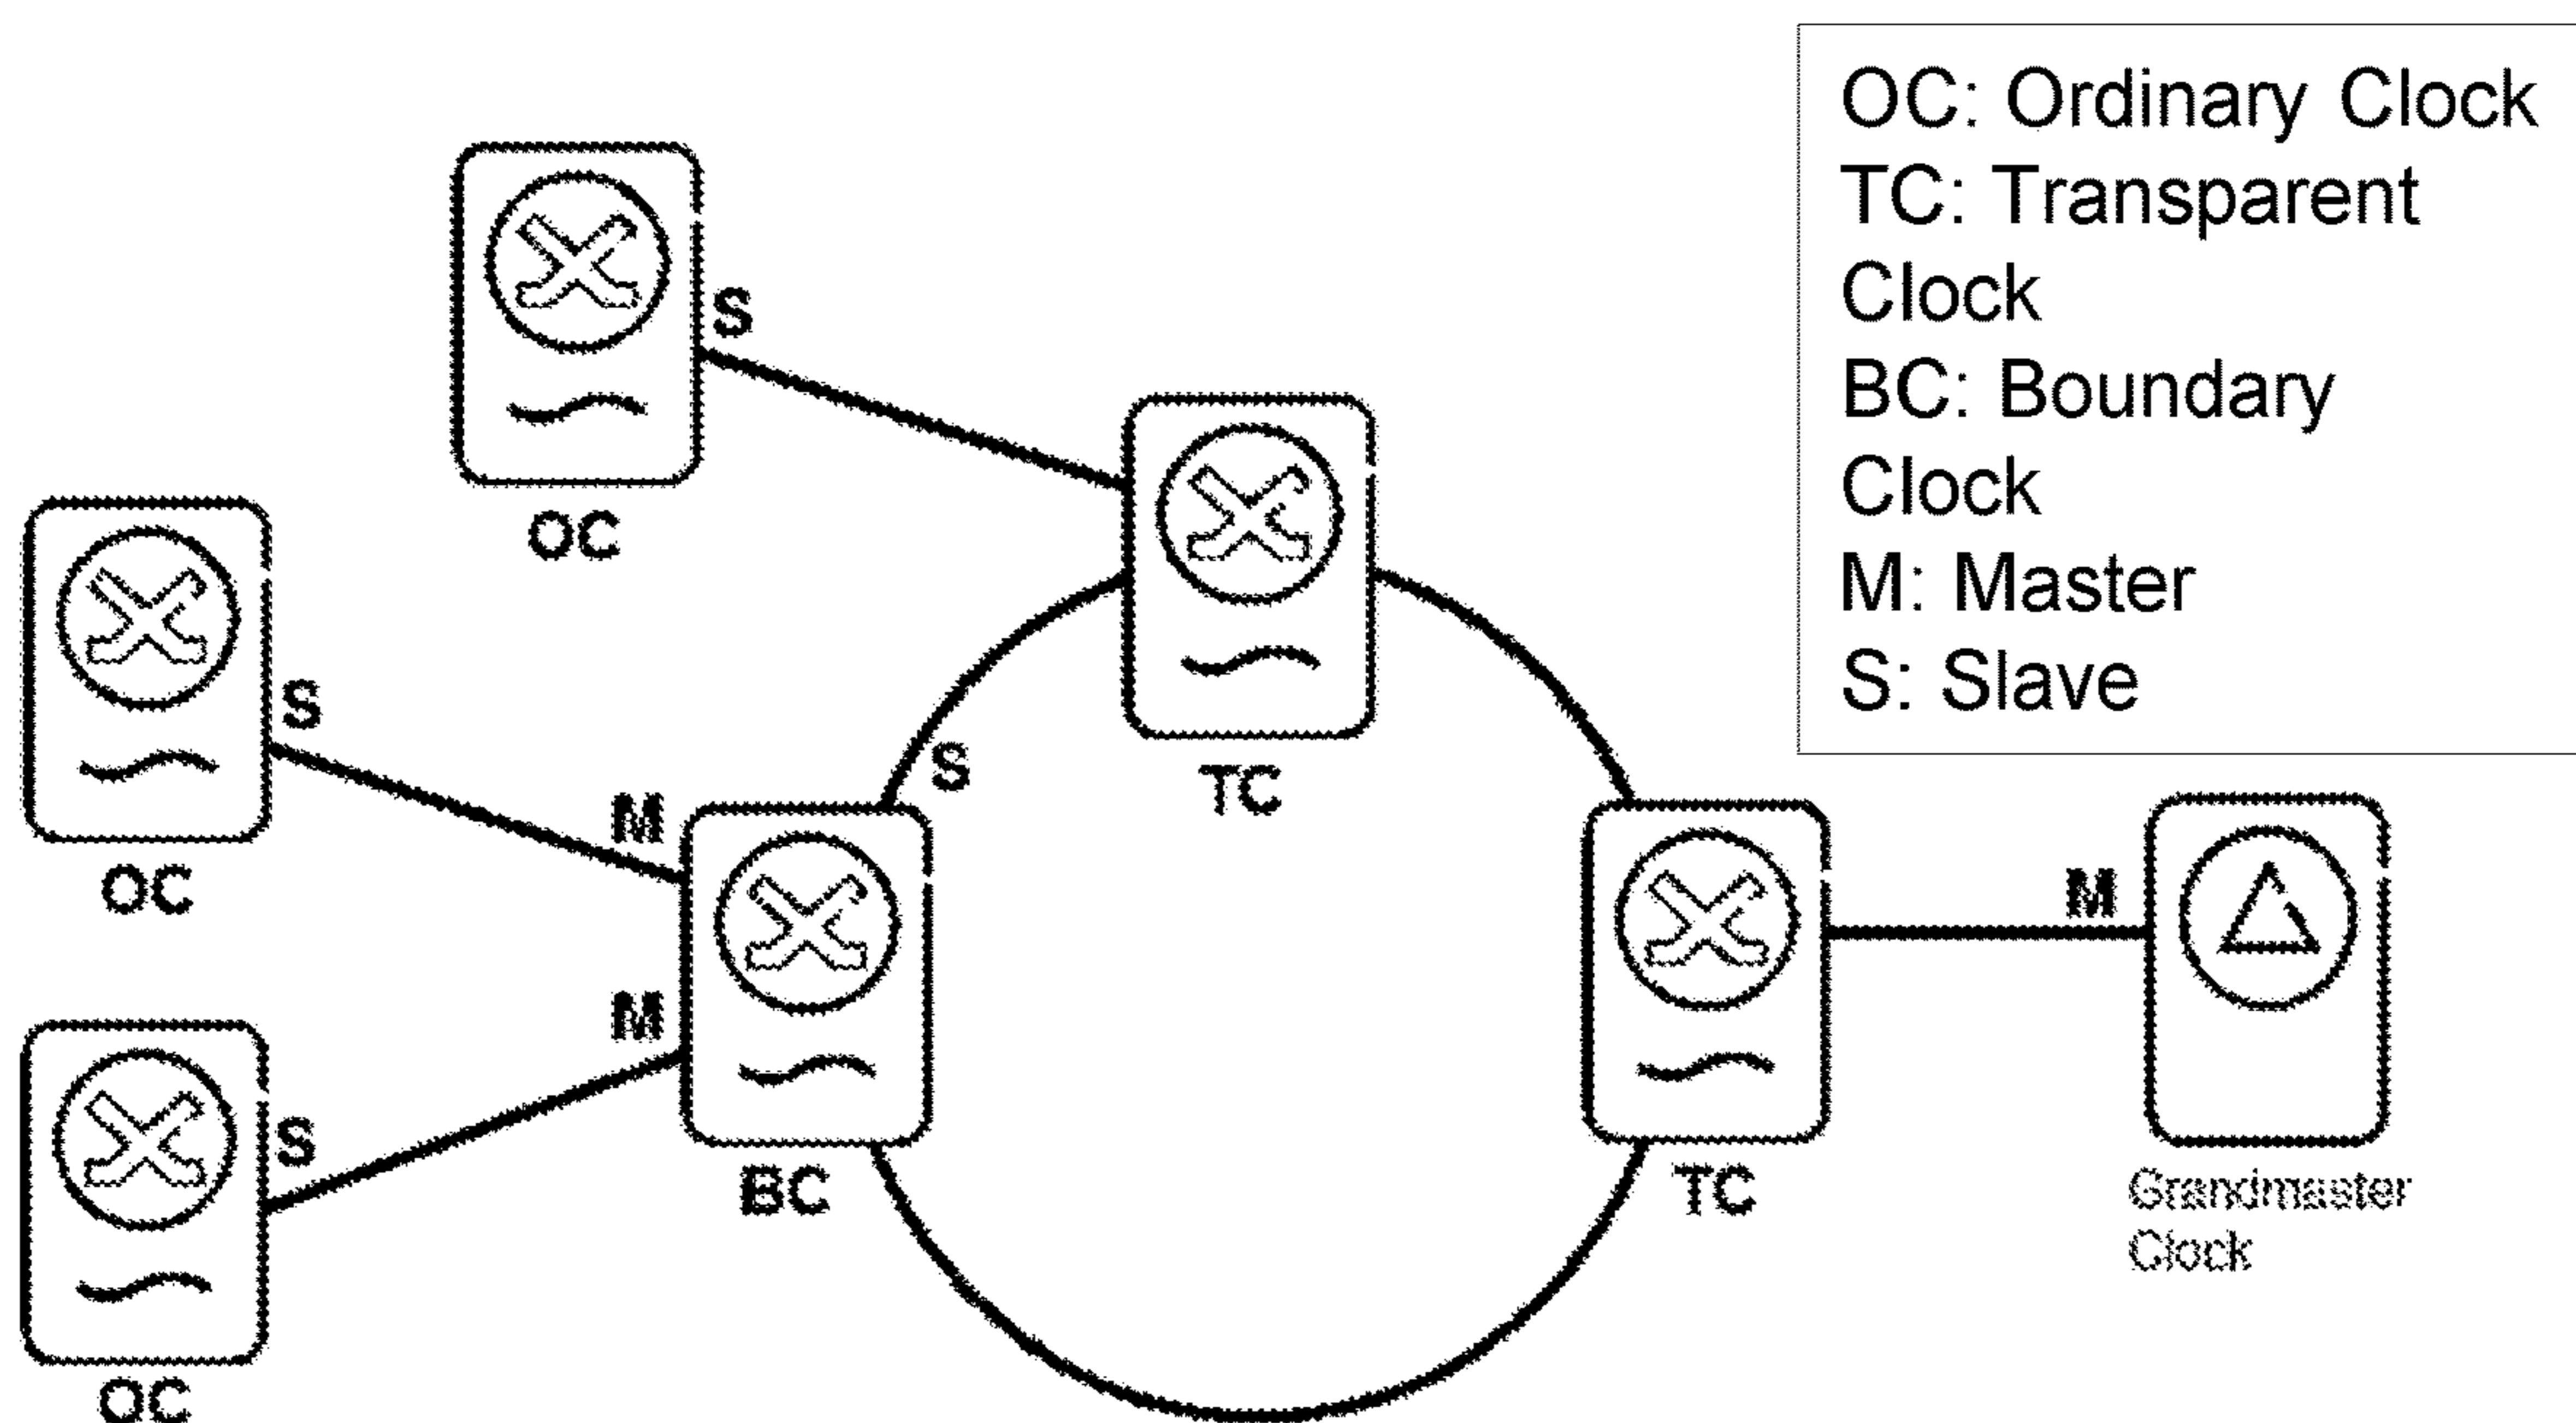 OC: Ordinary Clock
TC: Transparent
Clock
BC: Boundary
Clock
M: Master
S: Slave
S
OC
S
OC
S
TC
M
M
M
S
BC
TC
Grandmaster
Clock
OC